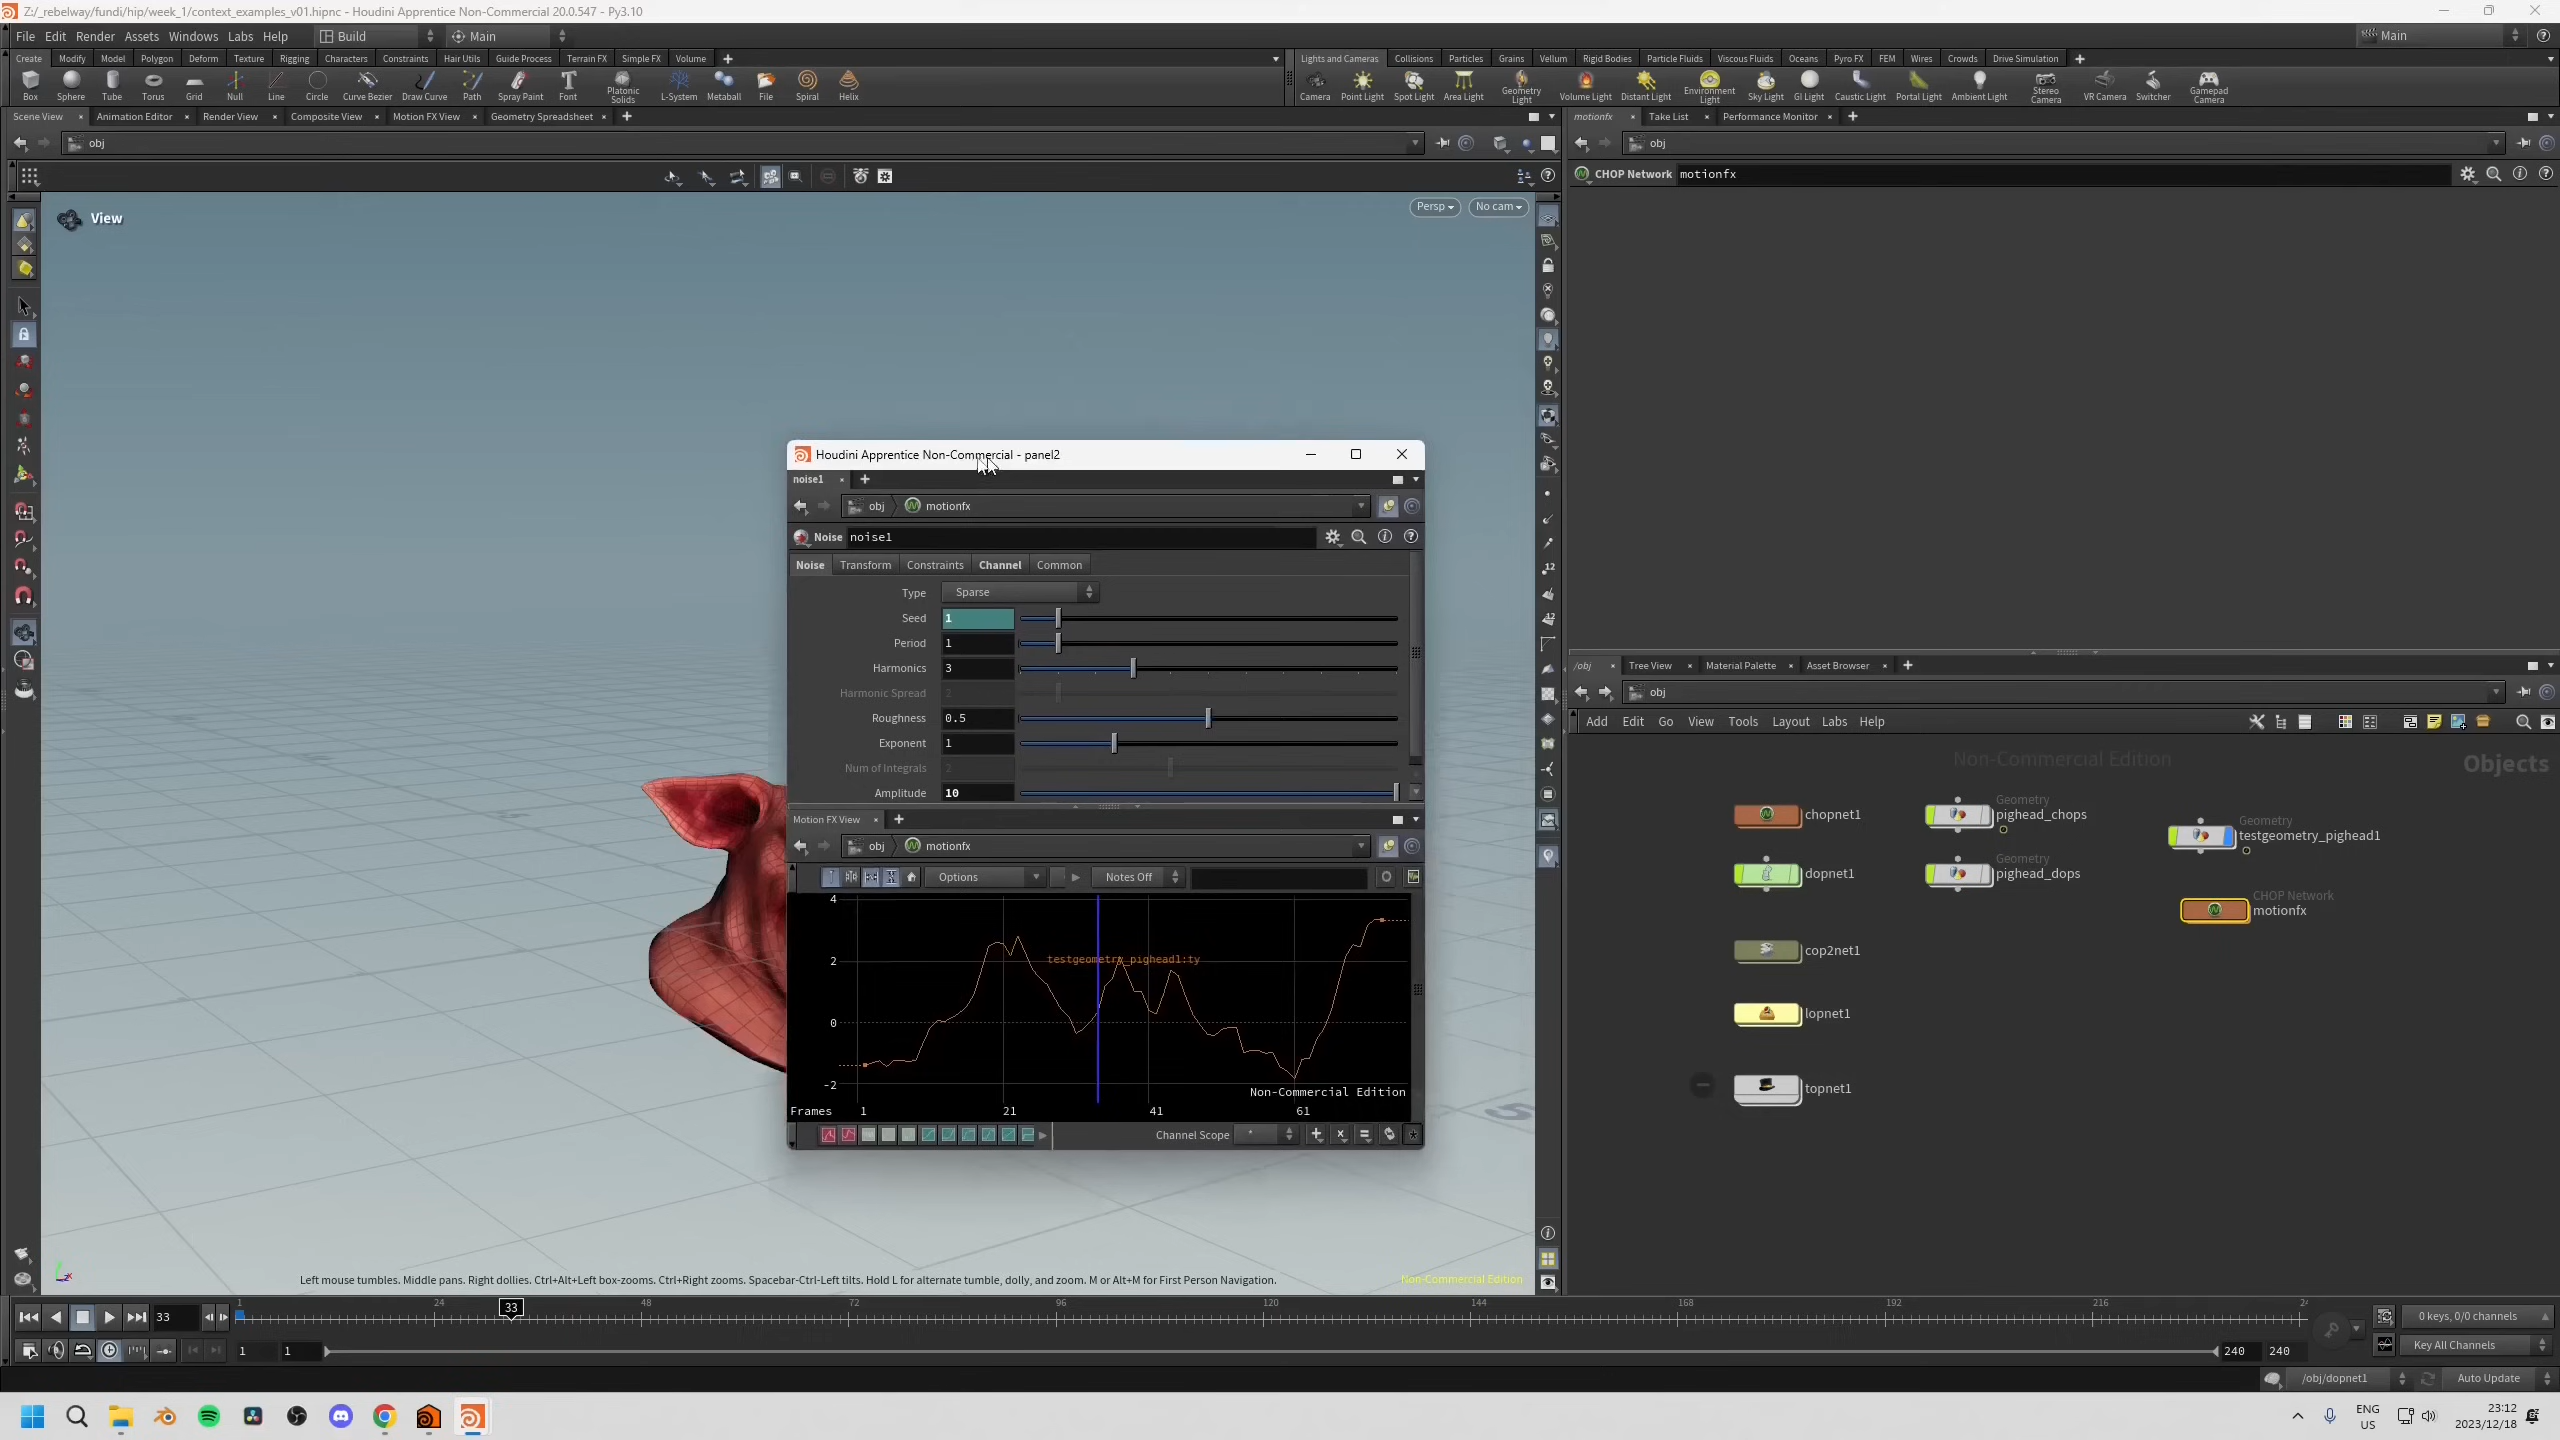 Z:/_rebelway/fundi/hip/week_1/context_examples_v01.hipnc - Houdini Apprentice Non-Commercial 20.0.547 - Py3.10
File Edit Render Assets Windows Labs Help Build Main Main
Create Modify Model Polygon Deform Texture Rigging Characters Constraints Hair Utils Guide Process Terrain FX Simple FX Volume
Lights and Cameras Collisions Particles Grains Vellum Rigid Bodies Particle Fluids Viscous Fluids Oceans Pyro FX FEM Wires Crowds Drive Simulation
Box Sphere Tube Torus Grid Null Line Circle Curve Bezier Draw Curve Path Spray Paint Font Platonic Solids L-System Metaball File Spiral Helix
Camera Point Light Spot Light Area Light Geometry Light Volume Light Distant Light Environment Light Sky Light GI Light Caustic Light Portal Light Ambient Light Stereo Camera VR Camera Switcher Gamepad Camera
Scene View Animation Editor Render View Composite View Motion FX View Geometry Spreadsheet
motionfx Take List Performance Monitor
obj
obj
CHOP Network motionfx
View
Persp No cam
Houdini Apprentice Non-Commercial - panel2
noise1
obj motionfx
Noise noise1
Noise Transform Constraints Channel Common
Type Sparse
Seed 1
Period 1
Harmonics 3
Harmonic Spread 2
Roughness 0.5
Exponent 1
Num of Integrals 2
Amplitude 10
Motion FX View
obj motionfx
Options Notes Off
4
testgeometry_pighead1:ty
2
0
-2
Non-Commercial Edition
Frames 1 21 41 61
Channel Scope *
/obj Tree View Material Palette Asset Browser
obj
Add Edit Go View Tools Layout Labs Help
Non-Commercial Edition
Objects
chopnet1
Geometry
pighead_chops
Geometry
testgeometry_pighead1
dopnet1
Geometry
pighead_dops
CHOP Network
motionfx
cop2net1
lopnet1
topnet1
Left mouse tumbles. Middle pans. Right dollies. Ctrl+Alt+Left box-zooms. Ctrl+Right zooms. Spacebar-Ctrl-Left tilts. Hold L for alternate tumble, dolly, and zoom. M or Alt+M for First Person Navigation.
Non-Commercial Edition
33 1 24 33 48 72 96 120 144 168 192 216
0 keys, 0/0 channels
1 1 240 240
Key All Channels
/obj/dopnet1 Auto Update
ENG
US
23:12
2023/12/18